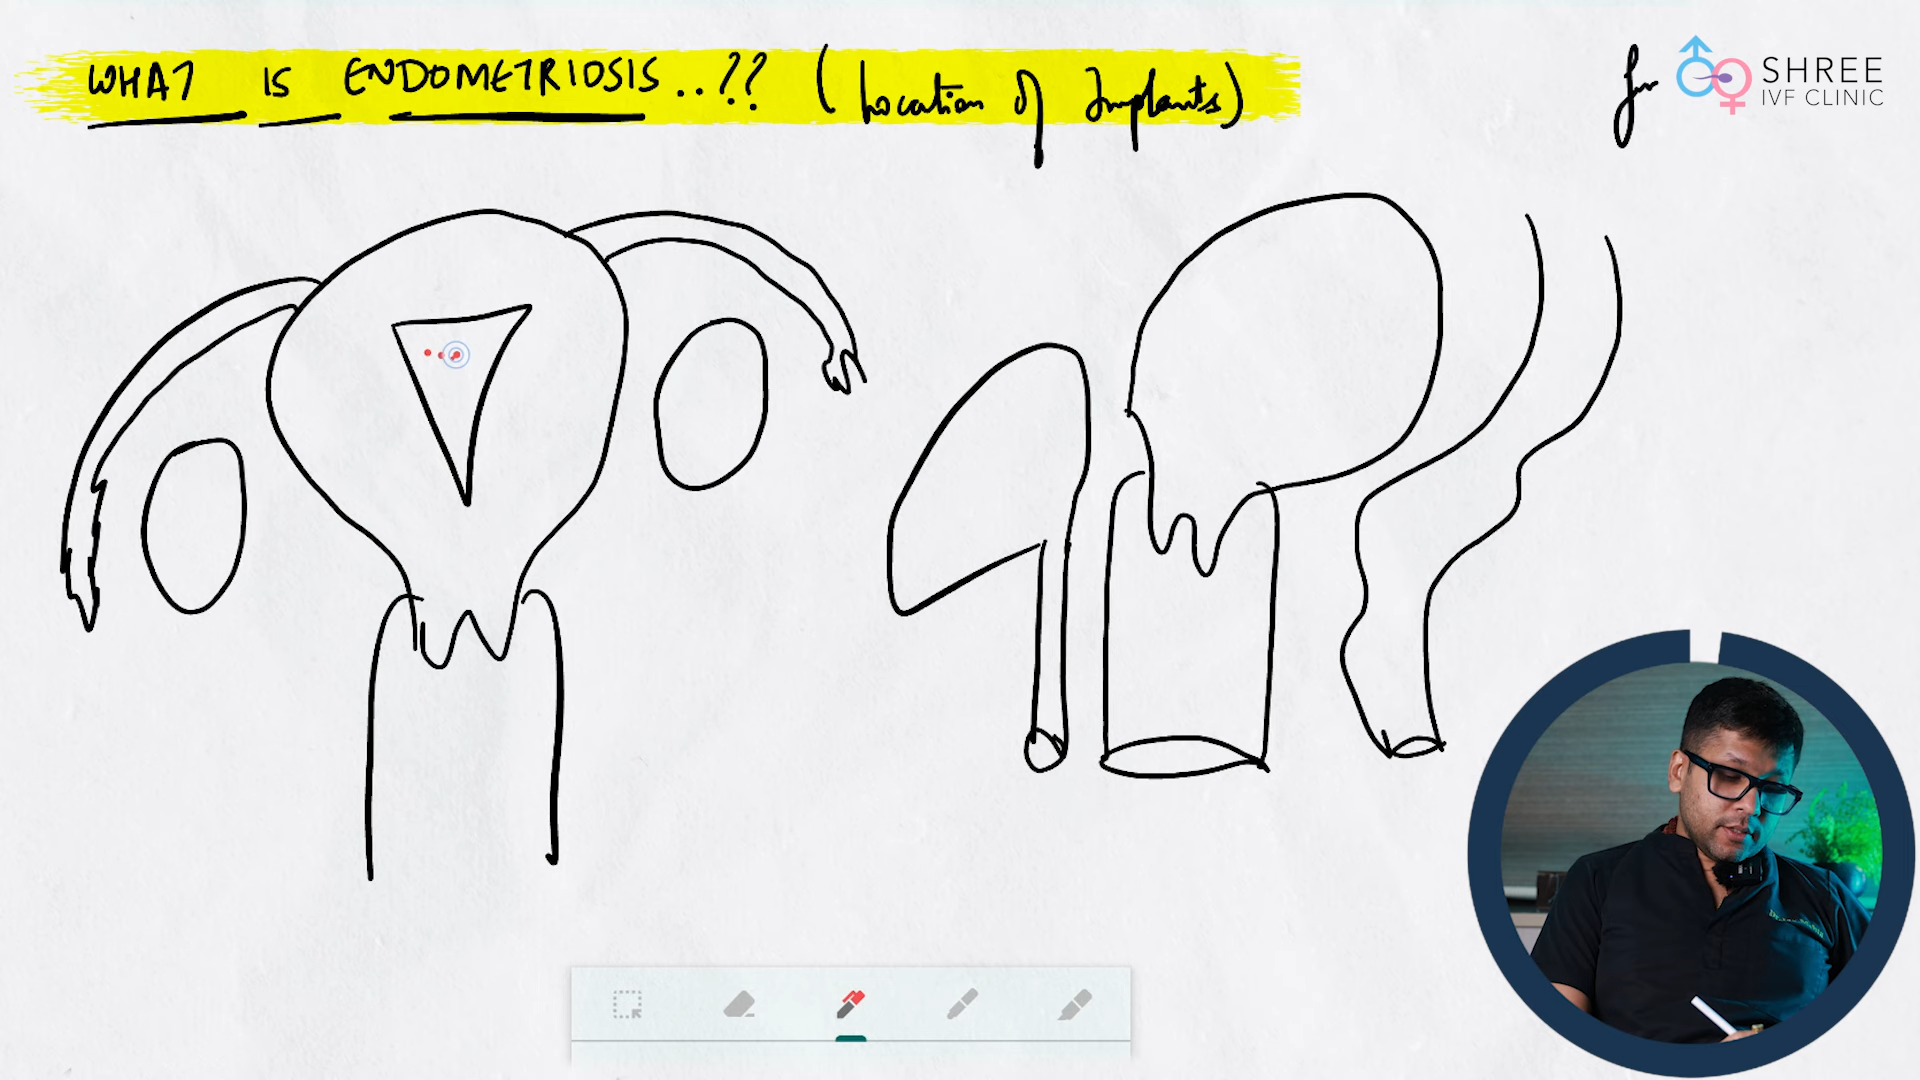 WHAT IS ENDOMETRIOSIS..?? (Location of Implants)
SHREE
IVF CLINIC